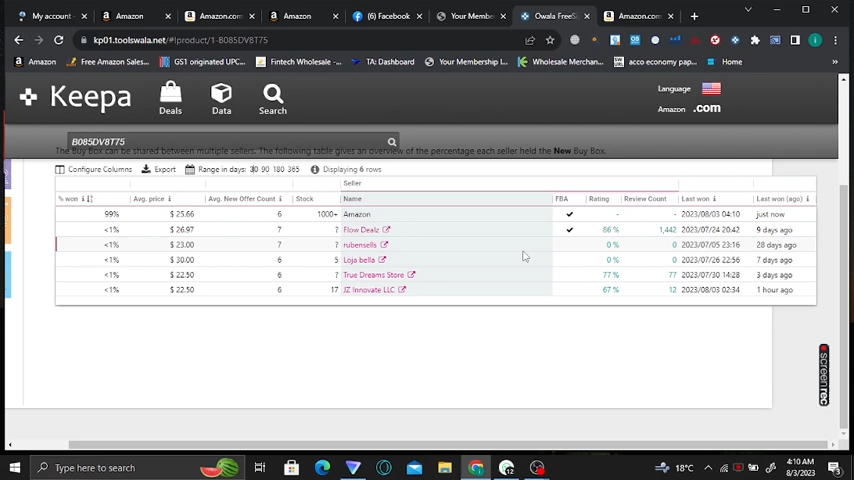 My account - Amazon Amazon.com Amazon (6) Facebook Your Membe Owala FreeSi Amazon.com
kp01.toolswala.net/#!product/1-B085DV8T75
Amazon Free Amazon Sales... GS1 originated UPC... Fintech Wholesale -... TA: Dashboard Your Membership I... Wholesale Merchan... acco economy pap... Home
Keepa Deals Data Search
Language
Amazon .com
B085DV8T75
The Buy Box can be shared between multiple sellers. The following table gives an overview of the percentage each seller held the New Buy Box.
Configure Columns Export Range in days: 30 90 180 365 Displaying 6 rows
Seller
% won Avg. price Avg. New Offer Count Stock Name FBA Rating Review Count Last won Last won (ago)
99% $ 25.66 6 1000+ Amazon ✔ - - 2023/08/03 04:10 just now
<1% $ 26.97 7 ? Flow Dealz ✔ 86 % 1,442 2023/07/24 20:42 9 days ago
<1% $ 23.00 7 ? rubensells 0 % 0 2023/07/05 23:16 28 days ago
<1% $ 30.00 6 5 Loja bella 0 % 0 2023/07/26 22:56 7 days ago
<1% $ 22.50 6 ? True Dreams Store 77 % 77 2023/07/30 14:28 3 days ago
<1% $ 22.50 6 17 JZ Innovate LLC 67 % 12 2023/08/03 02:34 1 hour ago
screenrec
Type here to search
18°C
4:10 AM
8/3/2023